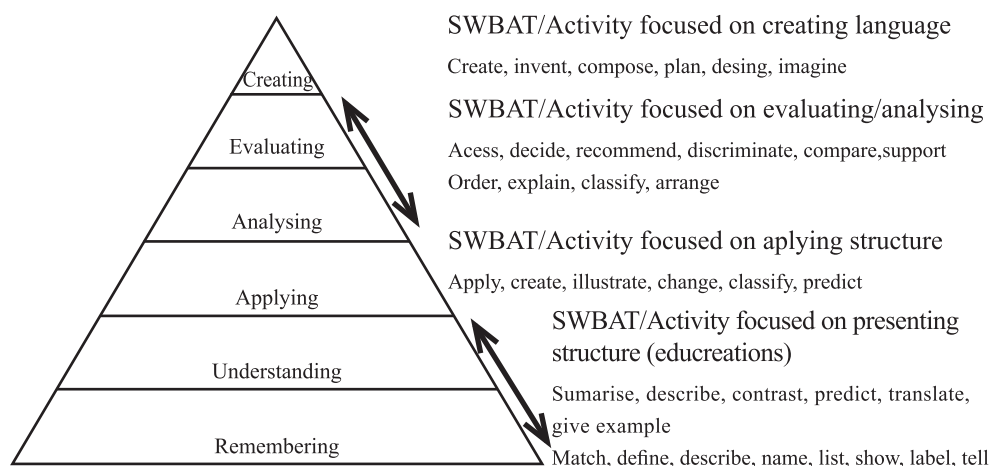 SWBAT/Activity focused on creating language
Create, invent, compose, plan, desing, imagine
SWBAT/Activity focused on evaluating/analysing
Acess, decide, recommend, discriminate, compare,support
Order, explain, classify, arrange
SWBAT/Activity focused on aplying structure
Apply, create, illustrate, change, classify, predict
SWBAT/Activity focused on presenting
structure (educreations)
Sumarise, describe, contrast, predict, translate,
give example
Match, define, describe, name, list, show, label, tell
Creating
Evaluating
Analysing
Applying
Understanding
Remembering